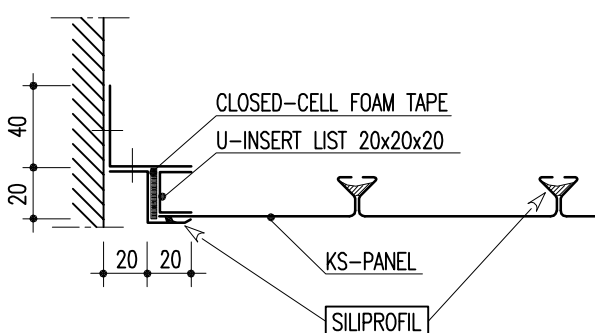 CLOSED-CELL FOAM TAPE
U-INSERT LIST 20x20x20
40
20
20 20
KS-PANEL
SILIPROFIL